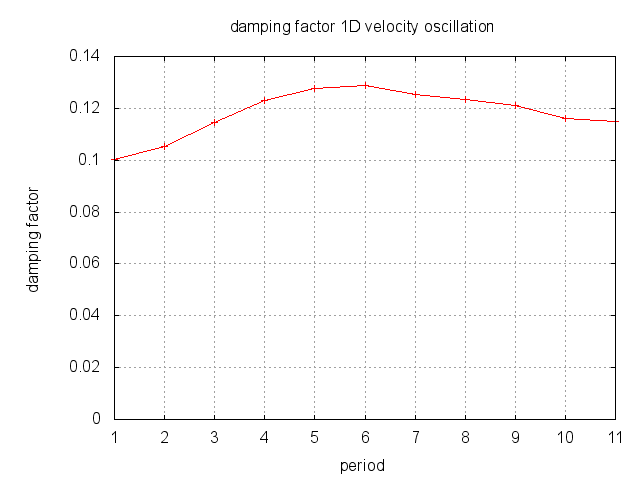 damping factor 1D velocity oscillation
0.14
0.12
0.1
0.08
0.06
0.04
0.02
0
damping factor
1 2 3 4 5 6 7 8 9 10 11
period